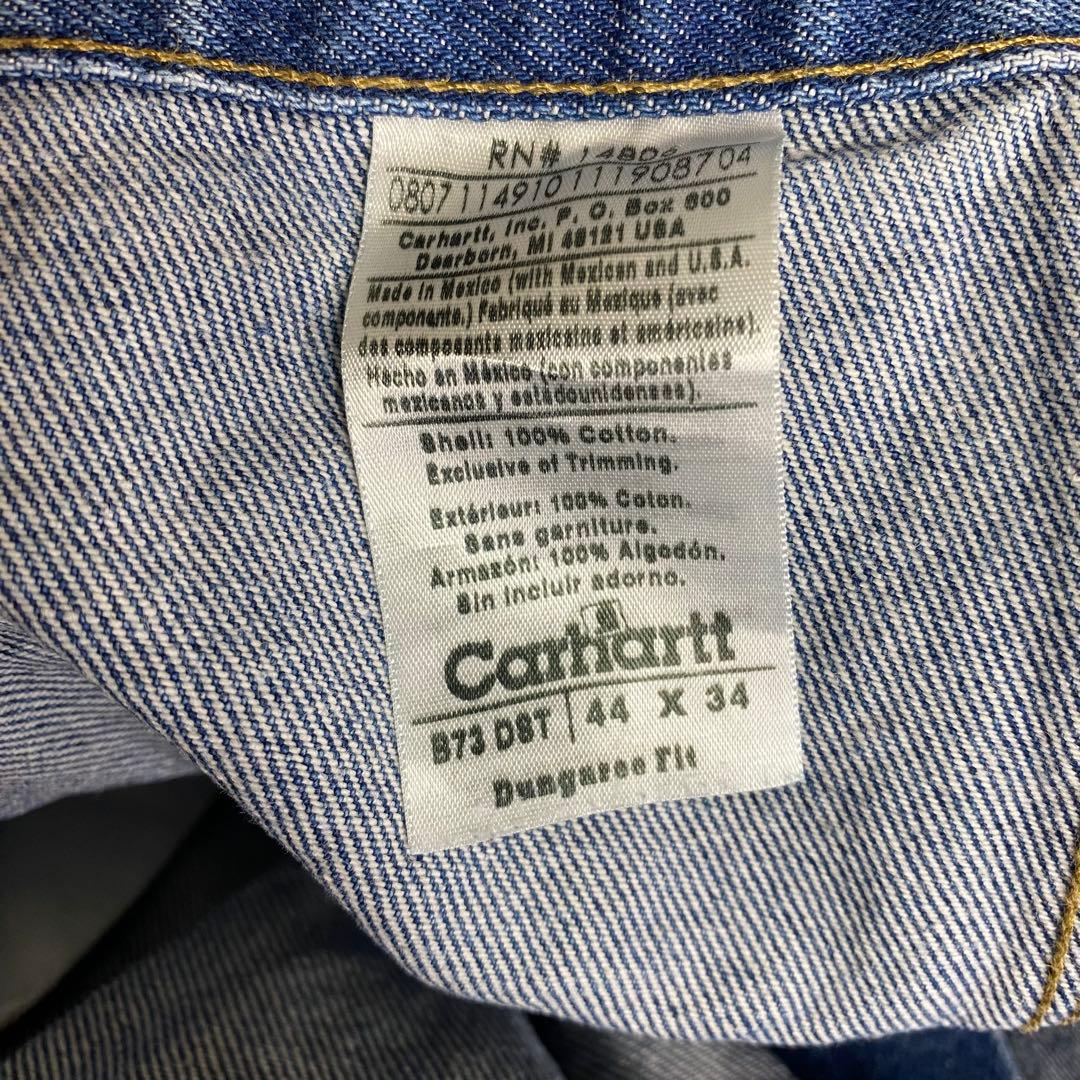 RN# 14806
0807114910111908704
Carhartt, Inc. P. O. Box 600
Dearborn, MI 48121 USA
Made in Mexico (with Mexican and U.S.A.
components.) Fabriqué au Mexique (avec
des composants mexicains et américains).
Hecho en México (con componentes
mexicanos y estadounidenses).
Shell: 100% Cotton.
Exclusive of Trimming.
Extérieur: 100% Coton.
Sans garniture.
Armazón: 100% Algodón.
Sin incluir adorno.
Carhartt
B73 DST 44 X 34
Dungaree Fit